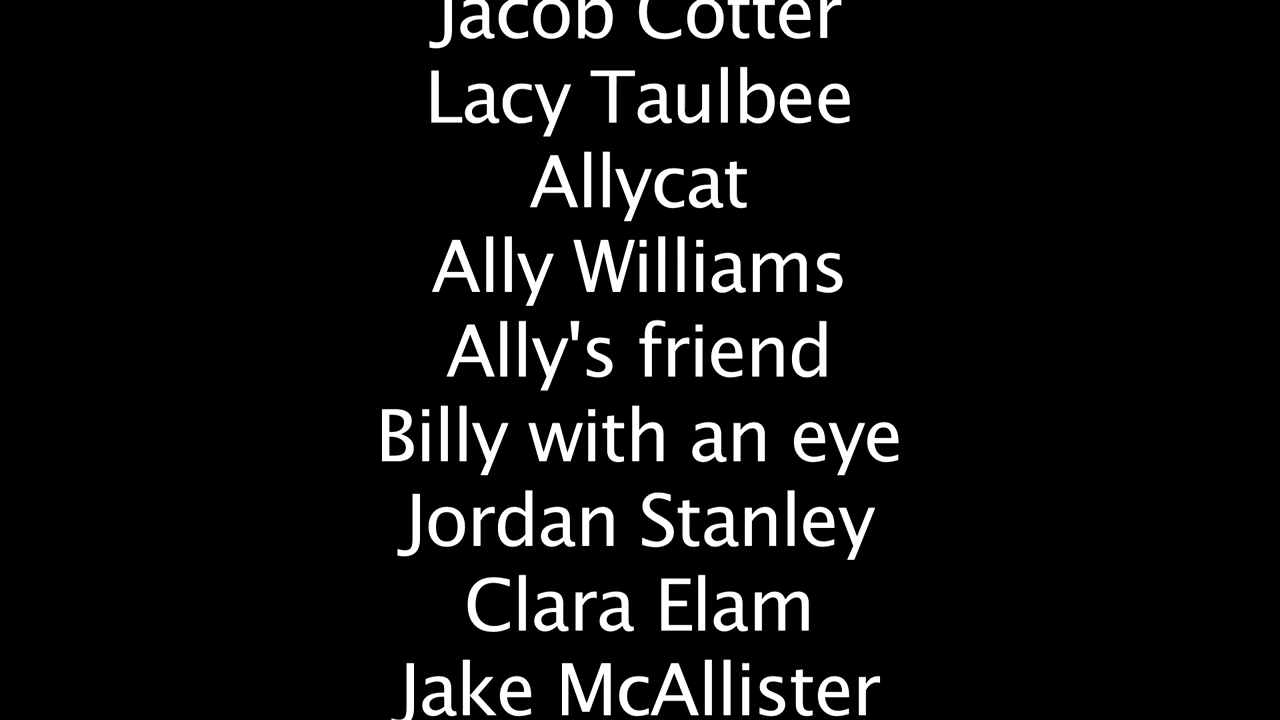 Jacob Cotter
Lacy Taulbee
Allycat
Ally Williams
Ally's friend
Billy with an eye
Jordan Stanley
Clara Elam
Jake McAllister